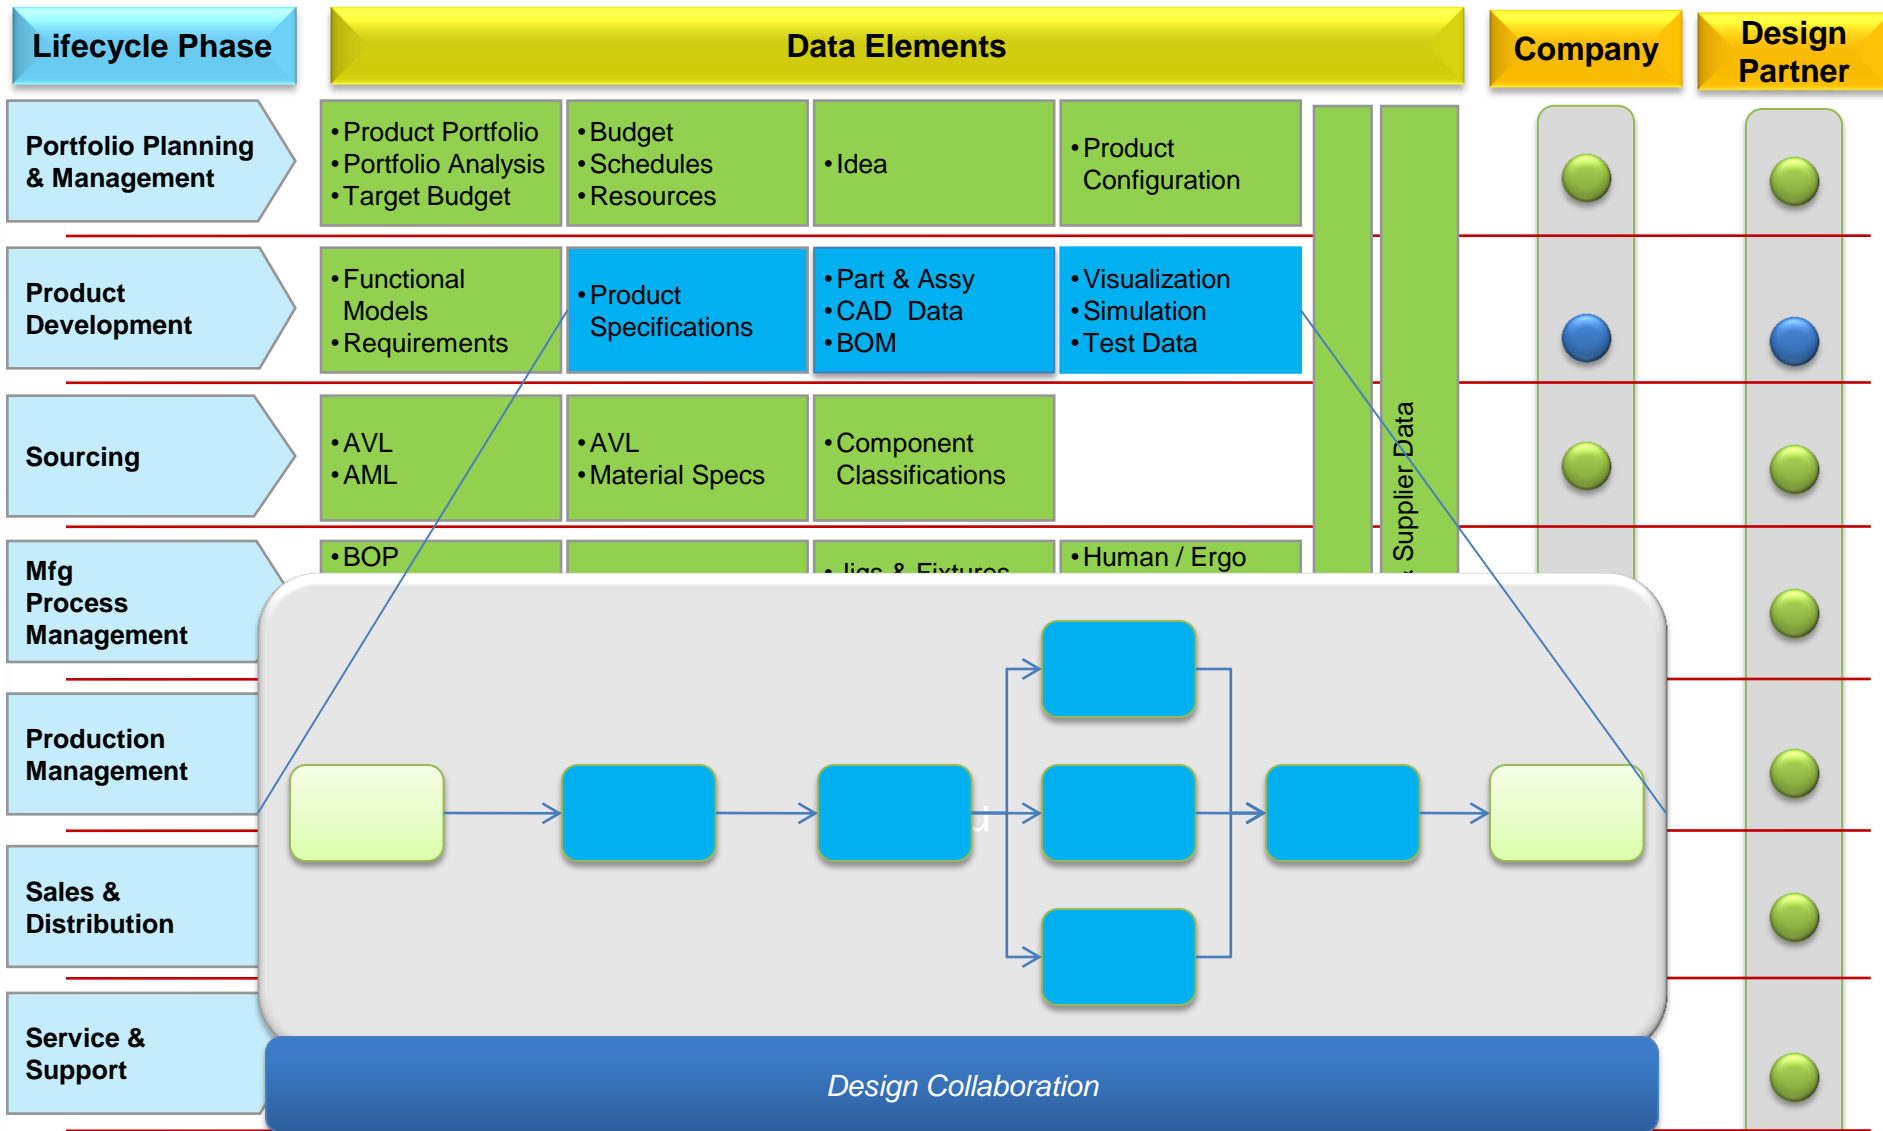 Lifecycle Phase
Data Elements
Company
Design
Partner
Portfolio Planning
& Management
•Product Portfolio
•Portfolio Analysis
•Target Budget
•Budget
•Schedules
•Resources
•Idea
•Product
Configuration
Product
Development
•Functional
Models
•Requirements
•Product
Specifications
•Part & Assy
•CAD Data
•BOM
•Visualization
•Simulation
•Test Data
Sourcing
•AVL
•AML
•AVL
•Material Specs
•Component
Classifications
Supplier Data
Mfg
Process
Management
•BOP
•Jigs & Fixtures
•Human / Ergo
Production
Management
Sales &
Distribution
Service &
Support
Design Collaboration